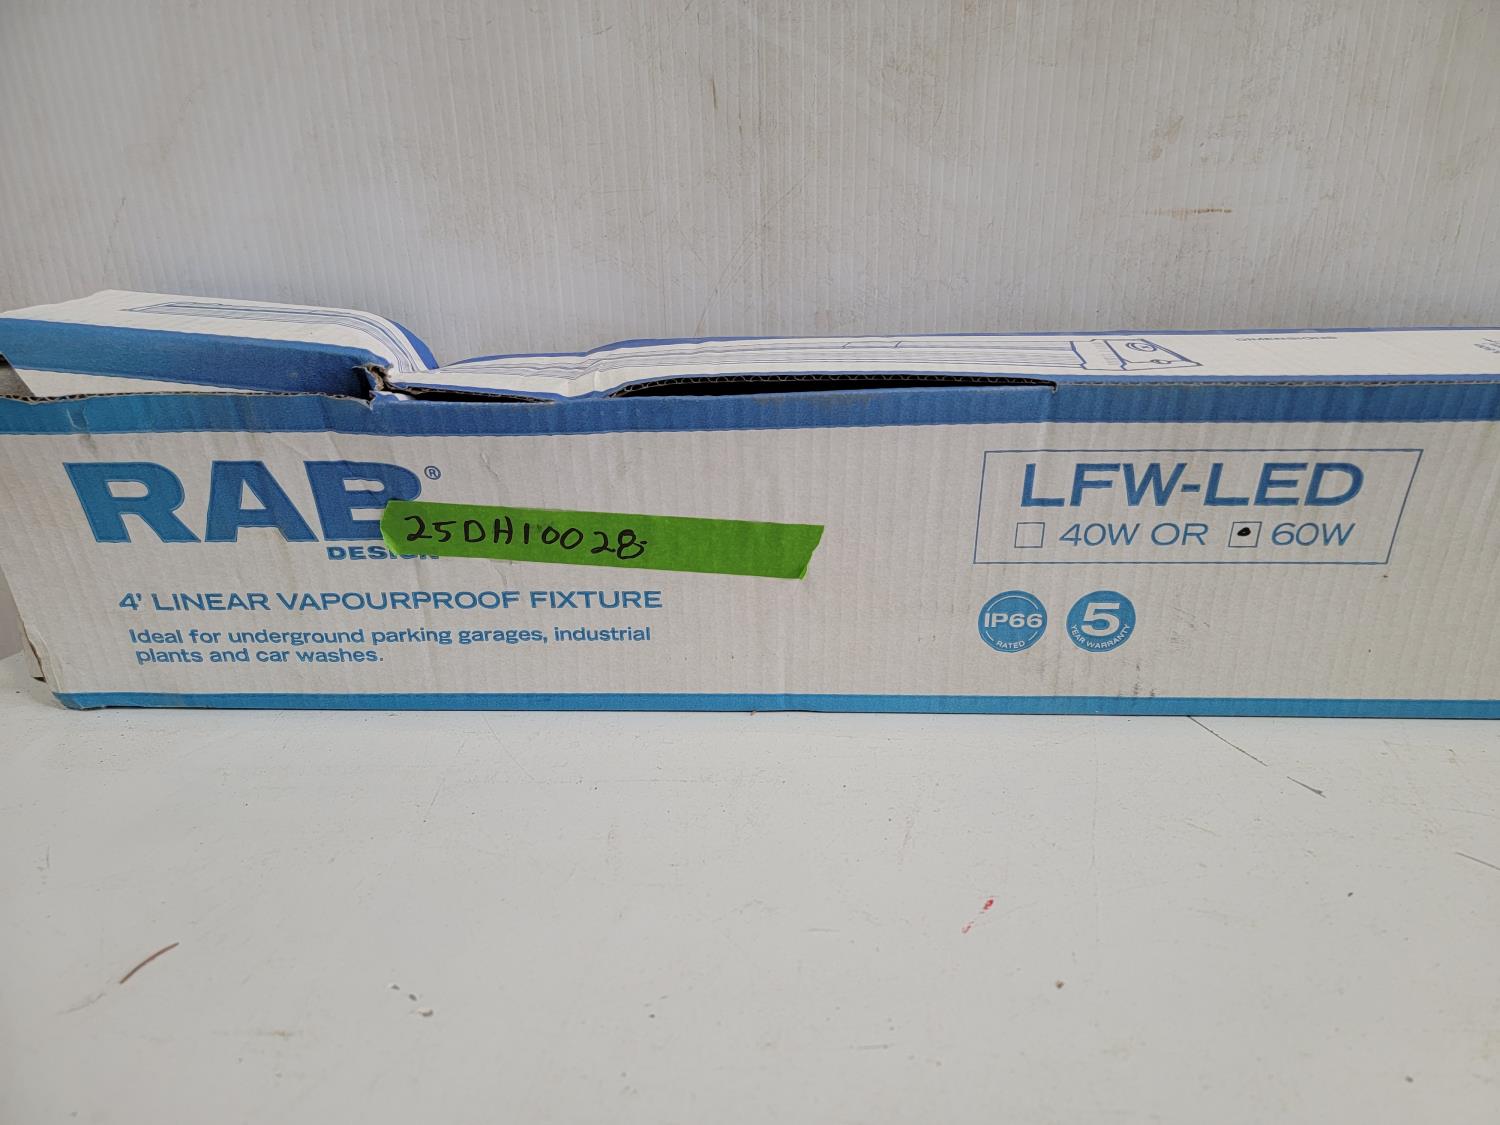 DIMENSIONS
RAB®
DESIGN
25DH10028
4' LINEAR VAPOURPROOF FIXTURE
Ideal for underground parking garages, industrial
plants and car washes.
LFW-LED
40W OR 60W
IP66
RATED
5
YEAR WARRANTY